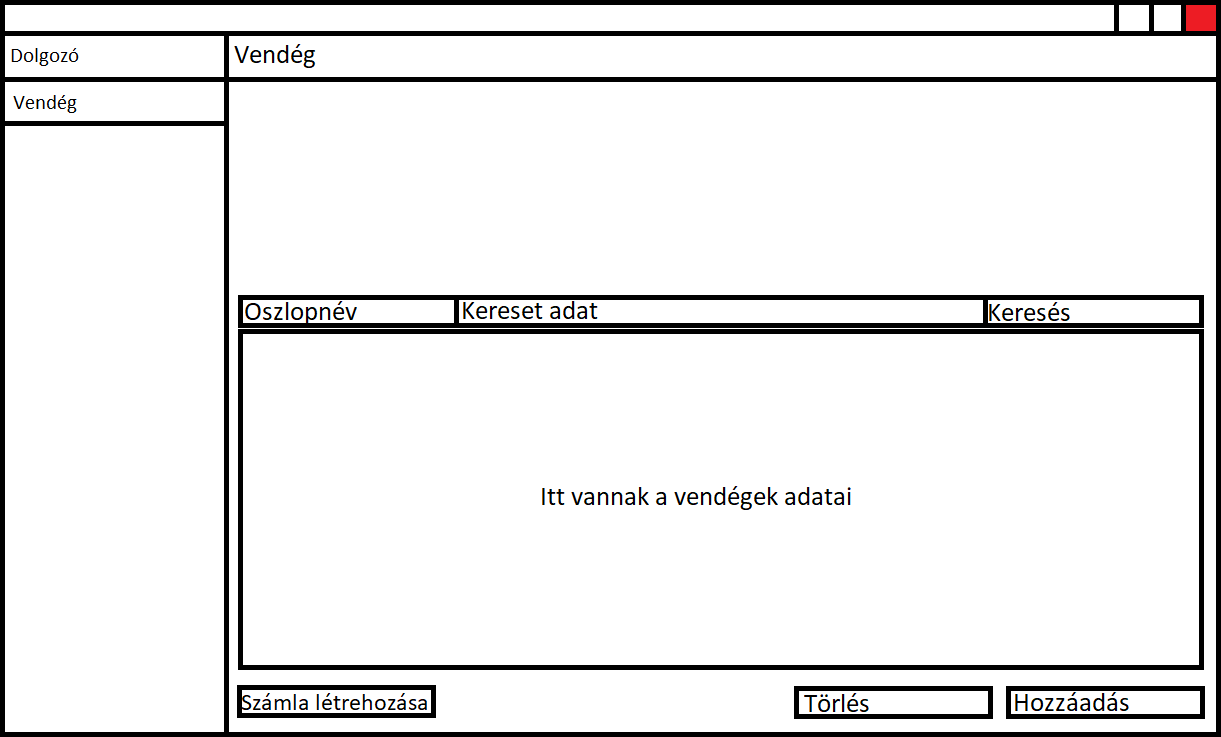 Dolgozó
Vendég
Vendég
Oszlopnév
Kereset adat
Keresés
Itt vannak a vendégek adatai
Számla létrehozása
Törlés
Hozzáadás